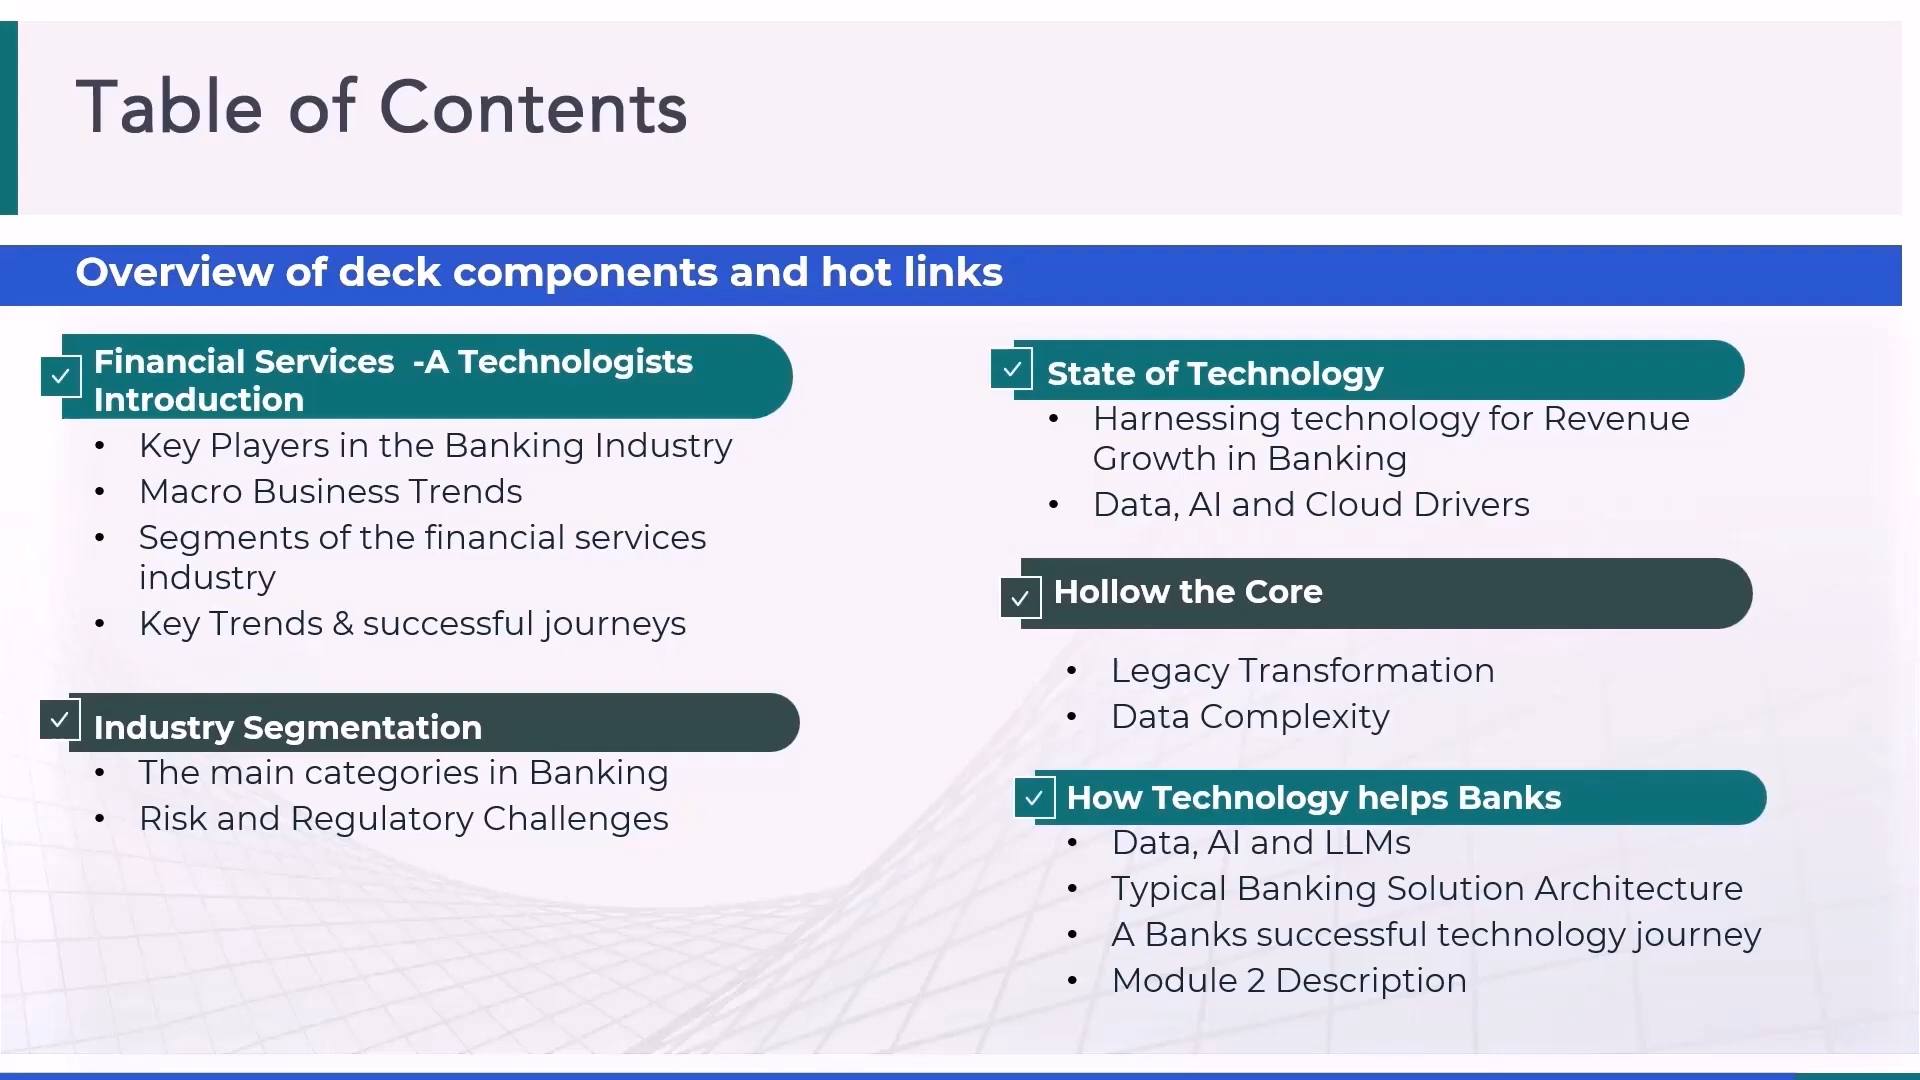 Table of Contents
Overview of deck components and hot links
Financial Services  -A Technologists
Introduction
• Key Players in the Banking Industry
• Macro Business Trends
• Segments of the financial services
industry
• Key Trends & successful journeys
Industry Segmentation
• The main categories in Banking
• Risk and Regulatory Challenges
State of Technology
• Harnessing technology for Revenue
Growth in Banking
• Data, AI and Cloud Drivers
Hollow the Core
• Legacy Transformation
• Data Complexity
How Technology helps Banks
• Data, AI and LLMs
• Typical Banking Solution Architecture
• A Banks successful technology journey
• Module 2 Description